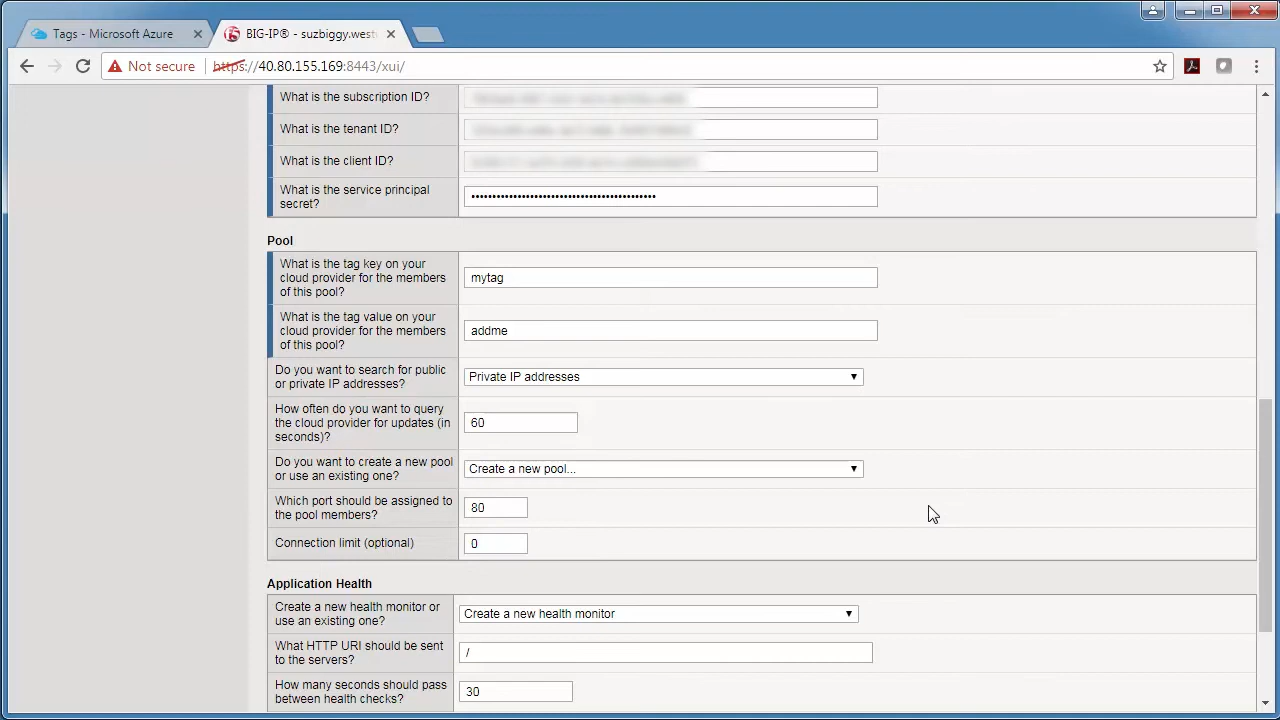 Tags - Microsoft Azure
BIG-IP® - suzbiggy.west
Not secure
https://40.80.155.169:8443/xui/
What is the subscription ID?
What is the tenant ID?
What is the client ID?
What is the service principal
secret?
••••••••••••••••••••••••••••••••••••••••••••
Pool
What is the tag key on your
cloud provider for the members
of this pool?
mytag
What is the tag value on your
cloud provider for the members
of this pool?
addme
Do you want to search for public
or private IP addresses?
Private IP addresses
How often do you want to query
the cloud provider for updates (in
seconds)?
60
Do you want to create a new pool
or use an existing one?
Create a new pool...
Which port should be assigned to
the pool members?
80
Connection limit (optional)
0
Application Health
Create a new health monitor or
use an existing one?
Create a new health monitor
What HTTP URI should be sent
to the servers?
/
How many seconds should pass
between health checks?
30